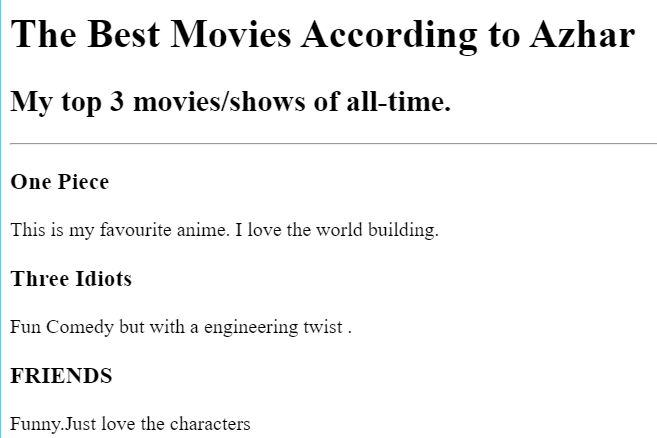 The Best Movies According to Azhar
My top 3 movies/shows of all-time.
One Piece
This is my favourite anime. I love the world building.
Three Idiots
Fun Comedy but with a engineering twist .
FRIENDS
Funny.Just love the characters